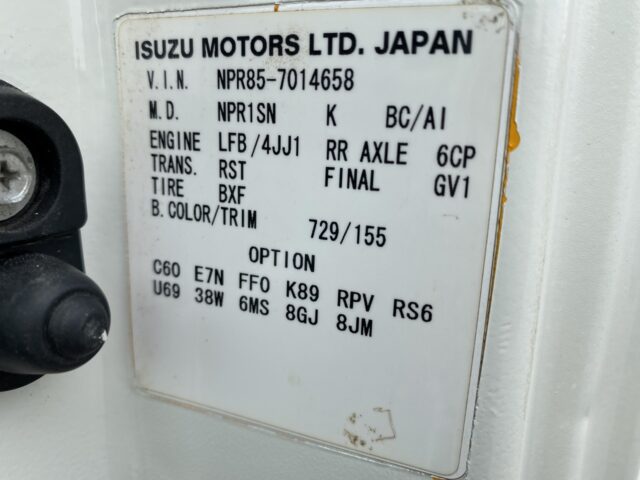 ISUZU MOTORS LTD. JAPAN
V.I.N. NPR85-7014658
M.D. NPR1SN K BC/AI
ENGINE LFB/4JJ1 RR AXLE 6CP
TRANS. RST FINAL GV1
TIRE BXF
B.COLOR/TRIM 729/155
OPTION
C60 E7N FF0 K89 RPV RS6
U69 38W 6MS 8GJ 8JM